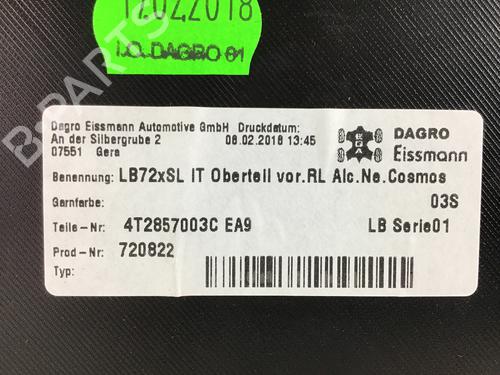 12022018
I.O. DAGRO 01
Dagro Eissmann Automotive GmbH Druckdatum:
An der Silbergrube 2 06.02.2018 13:45
07551 Gera
DAGRO
Eissmann
Benennung: LB72xSL IT Oberteil vor.RL Alc.Ne.Cosmos
Garnfarbe: 03S
Teile-Nr: 4T2857003C EA9 LB Serie01
Prod-Nr: 720822
Typ:
B-PARTS